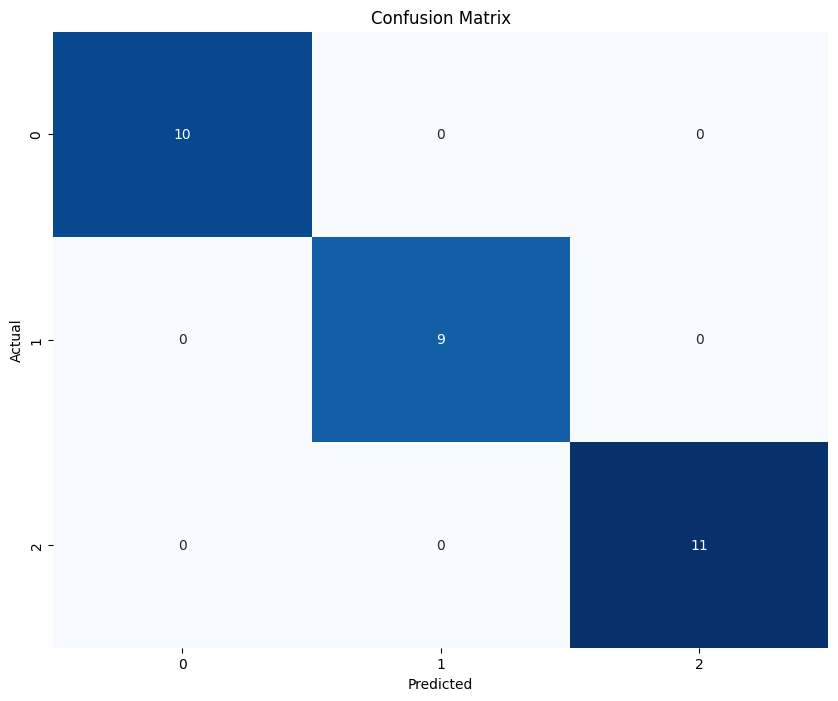 Confusion Matrix
Actual
0
10 0 0
1
0 9 0
2
0 0 11
0 1 2
Predicted